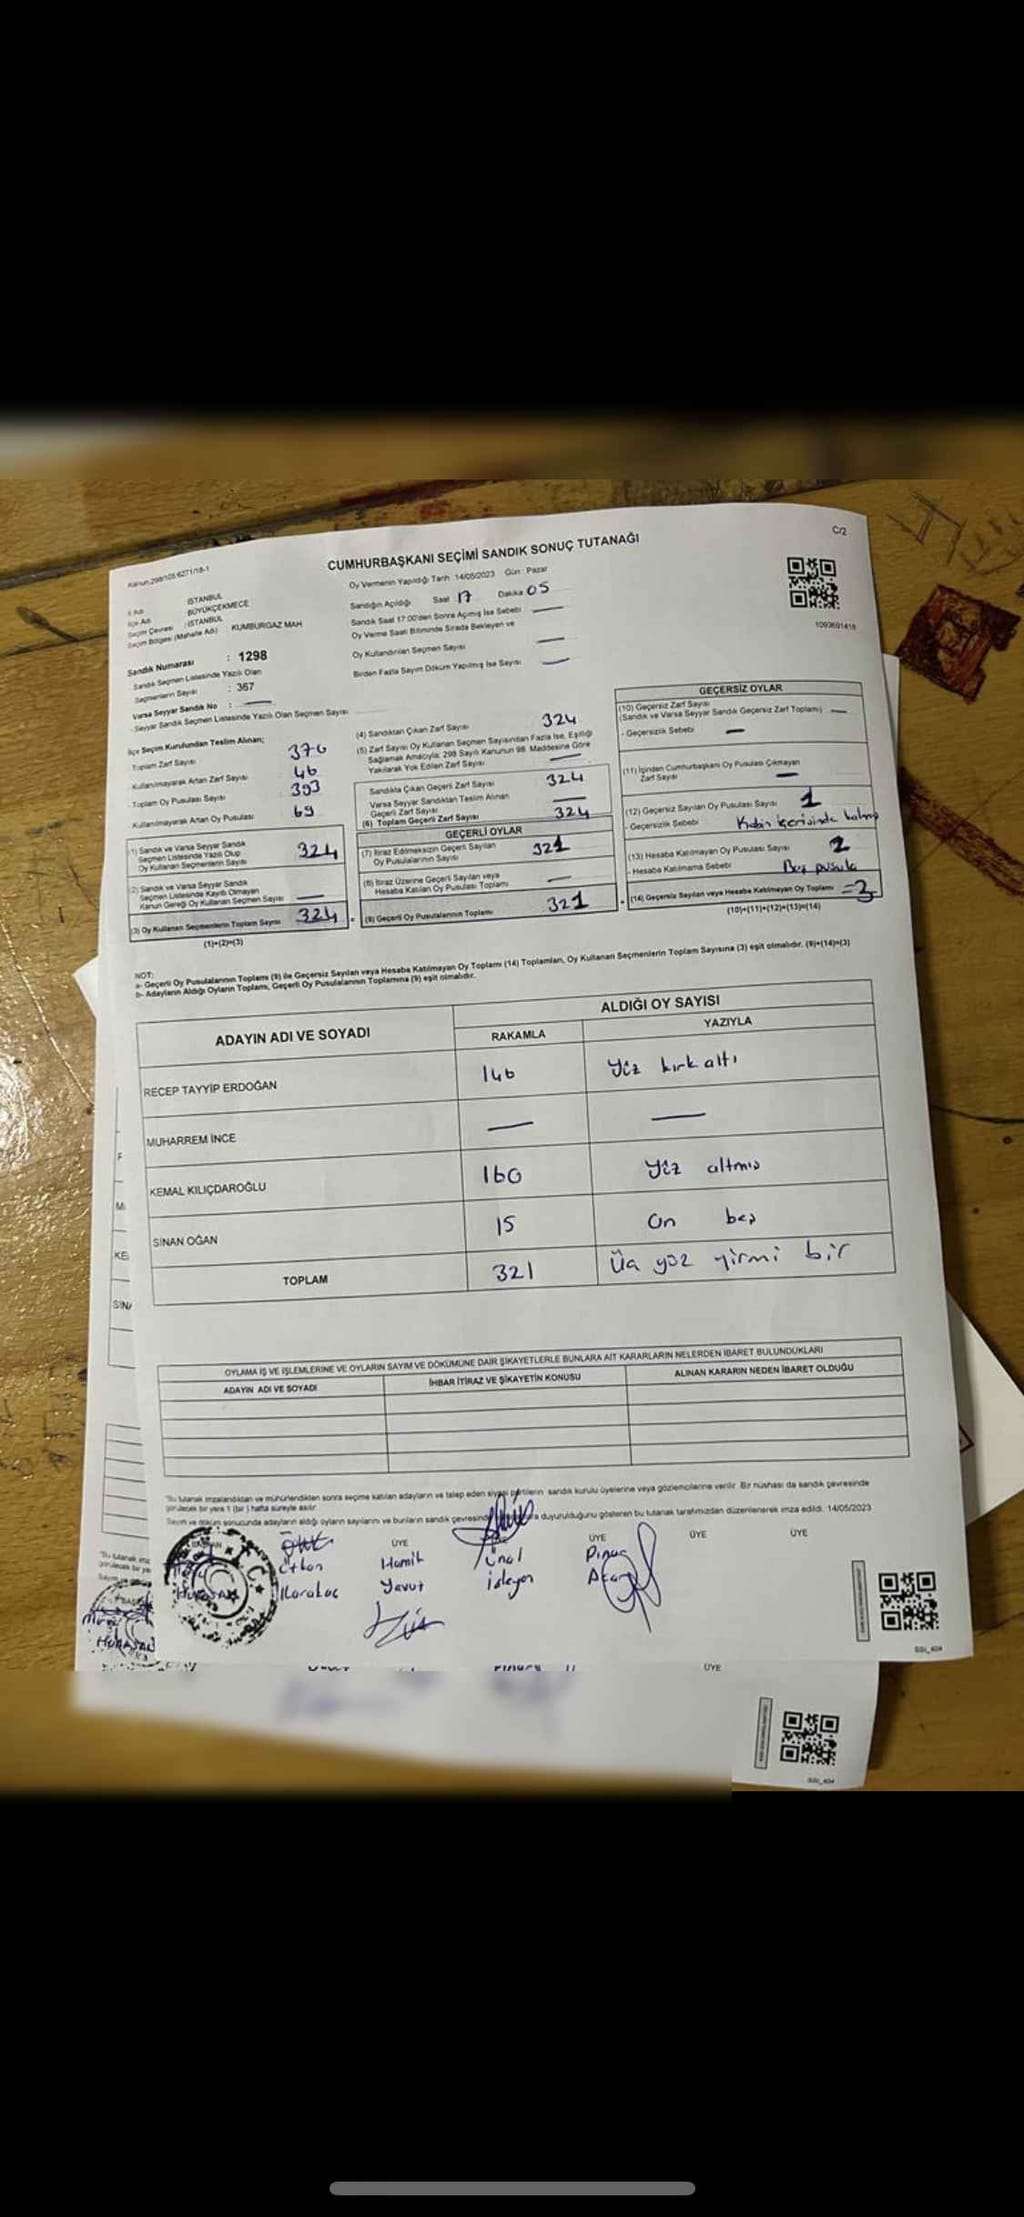 C/2
CUMHURBAŞKANI SEÇİMİ SANDIK SONUÇ TUTANAĞI
Kanun:298/105 6271/18-1
Oy Vermenin Yapıldığı Tarih 14/05/2023 Gün : Pazar
İl Adı : İSTANBUL
İlçe Adı : BÜYÜKÇEKMECE
Seçim Çevresi : İSTANBUL
Seçim Bölgesi (Mahalle Adı) : KUMBURGAZ MAH
Sandık Numarası : 1298
Sandık Seçmen Listesinde Yazılı Olan
Seçmenlerin Sayısı : 367
Varsa Seyyar Sandık No : —
Seyyar Sandık Seçmen Listesinde Yazılı Olan Seçmen Sayısı
Sandığın Açıldığı Saat 17 Dakika 05
Sandık Saat 17:00'den Sonra Açılmış İse Sebebi —
Oy Verme Saati Bitiminde Sırada Bekleyen ve
Oy Kullandırılan Seçmen Sayısı —
Birden Fazla Sayım Döküm Yapılmış İse Sayısı —
1093691418
İlçe Seçim Kurulundan Teslim Alınan;
Toplam Zarf Sayısı 370
Kullanılmayarak Artan Zarf Sayısı 46
Toplam Oy Pusulası Sayısı 393
Kullanılmayarak Artan Oy Pusulası 69
(1) Sandık ve Varsa Seyyar Sandık
Seçmen Listesinde Yazılı Olup
Oy Kullanan Seçmenlerin Sayısı 324
(2) Sandık ve Varsa Seyyar Sandık
Seçmen Listesinde Kayıtlı Olmayan
Kanun Gereği Oy Kullanan Seçmen Sayısı —
(3) Oy Kullanan Seçmenlerin Toplam Sayısı 324
(1)+(2)=(3)
(4) Sandıktan Çıkan Zarf Sayısı 324
(5) Zarf Sayısı Oy Kullanan Seçmen Sayısından Fazla İse, Eşitliği
Sağlamak Amacıyla; 298 Sayılı Kanunun 98. Maddesine Göre
Yakılarak Yok Edilen Zarf Sayısı —
Sandıkta Çıkan Geçerli Zarf Sayısı 324
Varsa Seyyar Sandıktan Teslim Alınan
Geçerli Zarf Sayısı —
(6) Toplam Geçerli Zarf Sayısı 324
GEÇERLİ OYLAR
(7) İtiraz Edilmeksizin Geçerli Sayılan
Oy Pusulalarının Sayısı 321
(8) İtiraz Üzerine Geçerli Sayılan veya
Hesaba Katılan Oy Pusulası Toplamı —
(9) Geçerli Oy Pusulalarının Toplamı 321
GEÇERSİZ OYLAR
(10) Geçersiz Zarf Sayısı
(Sandık ve Varsa Seyyar Sandık Geçersiz Zarf Toplamı) —
- Geçersizlik Sebebi —
(11) İçinden Cumhurbaşkanı Oy Pusulası Çıkmayan
Zarf Sayısı —
(12) Geçersiz Sayılan Oy Pusulası Sayısı 1
- Geçersizlik Sebebi Kabin içerisinde kalmış
(13) Hesaba Katılmayan Oy Pusulası Sayısı 2
- Hesaba Katılmama Sebebi Boş pusula
(14) Geçersiz Sayılan veya Hesaba Katılmayan Oy Toplamı =3
(10)+(11)+(12)+(13)=(14)
NOT:
a- Geçerli Oy Pusulalarının Toplamı (9) ile Geçersiz Sayılan veya Hesaba Katılmayan Oy Toplamı (14) Toplamları, Oy Kullanan Seçmenlerin Toplam Sayısına (3) eşit olmalıdır. (9)+(14)=(3)
b- Adayların Aldığı Oyların Toplamı, Geçerli Oy Pusulalarının Toplamına (9) eşit olmalıdır.
ADAYIN ADI VE SOYADI
ALDIĞI OY SAYISI
RAKAMLA YAZIYLA
RECEP TAYYİP ERDOĞAN 146 Yüz kırk altı
MUHARREM İNCE — —
KEMAL KILIÇDAROĞLU 160 Yüz altmış
SİNAN OĞAN 15 On beş
TOPLAM 321 Üç yüz yirmi bir
OYLAMA İŞ VE İŞLEMLERİNE VE OYLARIN SAYIM VE DÖKÜMÜNE DAİR ŞİKAYETLERLE BUNLARA AİT KARARLARIN NELERDEN İBARET BULUNDUKLARI
ADAYIN ADI VE SOYADI İHBAR İTİRAZ VE ŞİKAYETİN KONUSU ALINAN KARARIN NEDEN İBARET OLDUĞU
"Bu tutanak imzalandıktan ve mühürlendikten sonra seçime katılan adayların ve talep eden siyasi partilerin sandık kurulu üyelerine veya gözlemcilerine verilir. Bir nüshası da sandık çevresinde
görülecek bir yere 1 (bir) hafta süreyle asılır.
Sayım ve döküm sonucunda adayların aldığı oyların sayılarını ve bunların sandık çevresinde duyurulduğunu gösteren bu tutanak tarafımızdan düzenlenerek imza edildi. 14/05/2023
ÜYE ÜYE ÜYE ÜYE
Hamit Ünal Pınar
Karakoç Yavuz İsleyen
T.C.
SSİ_404
ÜYE
SSİ_404